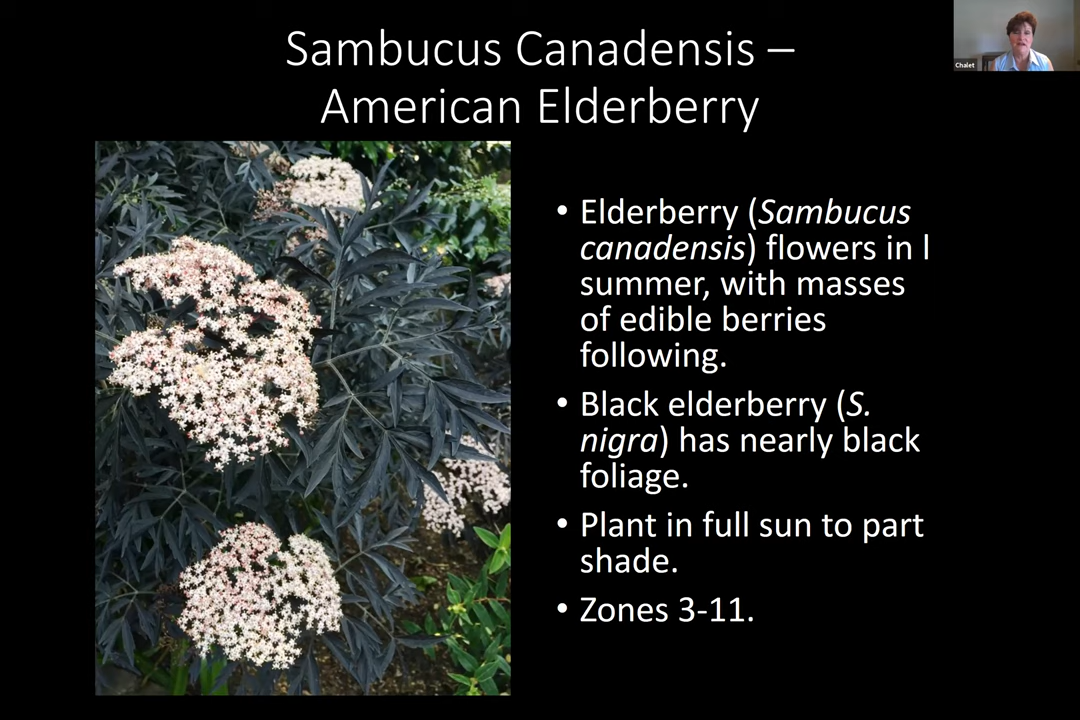 Sambucus Canadensis –
American Elderberry
Chalet
• Elderberry (Sambucus
canadensis) flowers in l
summer, with masses
of edible berries
following.
• Black elderberry (S.
nigra) has nearly black
foliage.
• Plant in full sun to part
shade.
• Zones 3-11.